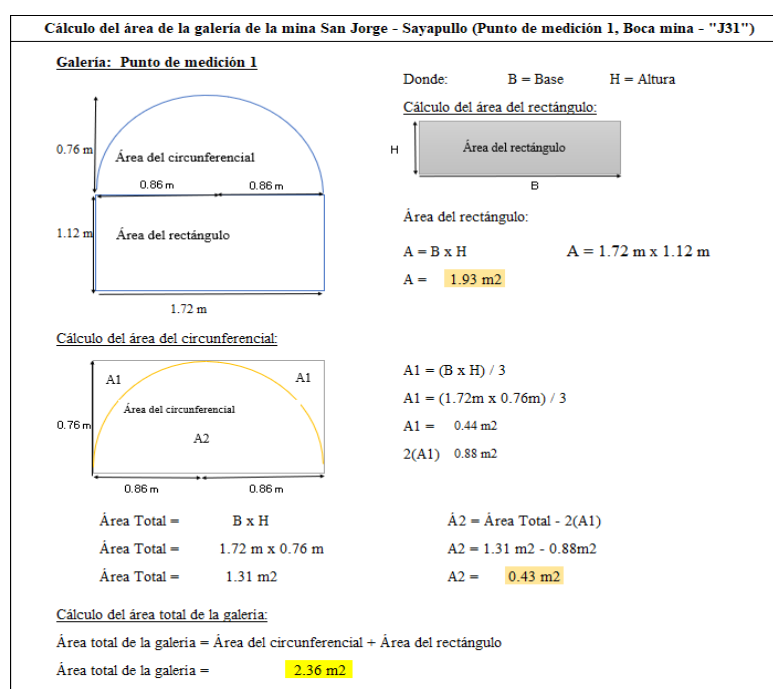 Cálculo del área de la galería de la mina San Jorge - Sayapullo (Punto de medición 1, Boca mina - "J31")
Galería: Punto de medición 1
Donde: B = Base H = Altura
Cálculo del área del rectángulo:
0.76 m
Área del circunferencial
0.86 m 0.86 m
H
Área del rectángulo
B
1.12 m
Área del rectángulo
1.72 m
Área del rectángulo:
A = B x H A = 1.72 m x 1.12 m
A = 1.93 m2
Cálculo del área del circunferencial:
A1 A1
Área del circunferencial
0.76 m
A2
0.86 m 0.86 m
A1 = (B x H) / 3
A1 = (1.72m x 0.76m) / 3
A1 = 0.44 m2
2(A1) 0.88 m2
Área Total = B x H
Área Total = 1.72 m x 0.76 m
Área Total = 1.31 m2
A2 = Área Total - 2(A1)
A2 = 1.31 m2 - 0.88m2
A2 = 0.43 m2
Cálculo del área total de la galería:
Área total de la galería = Área del circunferencial + Área del rectángulo
Área total de la galería = 2.36 m2